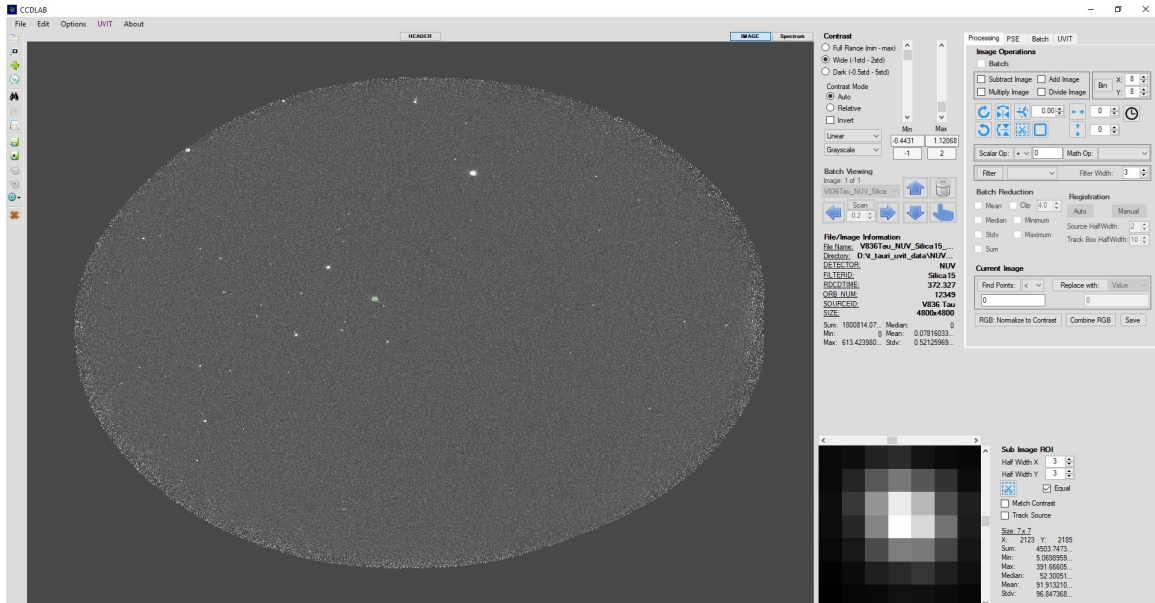 CCDLAB
File Edit Options UVIT About
HEADER
IMAGE Spectrum
Contrast
Full Range (min - max)
Wide (-1std - 2std)
Dark (-0.5std - 5std)
Contrast Mode
Auto
Relative
Invert
Linear
Grayscale
Min Max
-0.4431 1.12068
-1 2
Batch Viewing
Image: 1 of 1
V836Tau_NUV_Silica
Scan
0.2
File/Image Information
File Name: V836Tau_NUV_Silica15_...
Directory: D:\t_tauri_uvit_data\NUV...
DETECTOR: NUV
FILTERID: Silica15
RDCDTIME: 372.327
ORB_NUM: 12349
SOURCEID: V836 Tau
SIZE: 4800x4800
Sum: 1800814.07... Median: 0
Min: 0 Mean: 0.07816033...
Max: 613.423980... Stdv: 0.52125969...
Processing PSE Batch UVIT
Image Operations
Batch
Subtract Image Add Image
Multiply Image Divide Image
Bin X: 8
Y: 8
0.00 0
0
Scalar Op: + 0 Math Op:
Filter Filter Width: 3
Batch Reduction
Mean Clip 4.0
Median Minimum
Stdv Maximum
Sum
Registration
Auto Manual
Source HalfWidth: 2
Track Box HalfWidth: 10
Current Image
Find Points: < Replace with: Value
0 0
RGB: Normalize to Contrast Combine RGB Save
Sub Image ROI
Half Width X 3
Half Width Y 3
Equal
Match Contrast
Track Source
Size: 7 x 7
X: 2123 Y: 2185
Sum: 4503.7473...
Min: 5.0698959...
Max: 391.66605...
Median: 52.30051...
Mean: 91.913210...
Stdv: 96.847368...